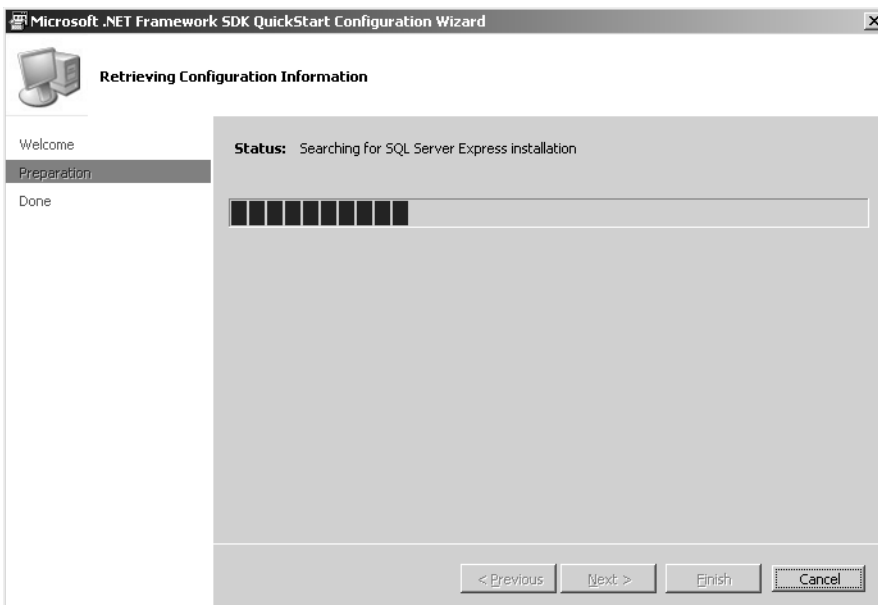 Microsoft .NET Framework SDK QuickStart Configuration Wizard
Retrieving Configuration Information
Welcome
Preparation
Done
Status: Searching for SQL Server Express installation
< Previous
Next >
Finish
Cancel